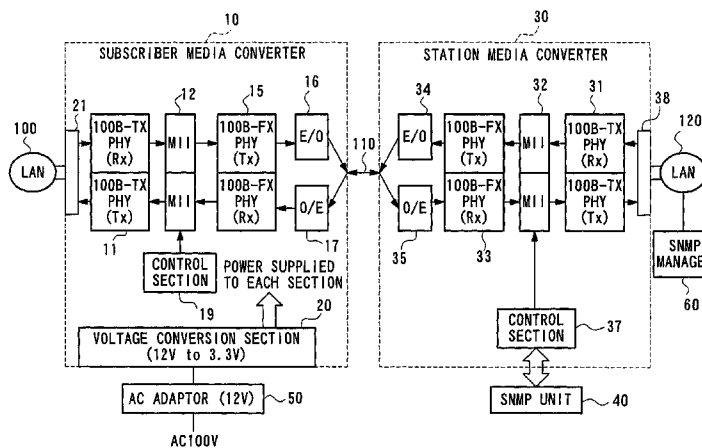 10
30
SUBSCRIBER MEDIA CONVERTER
STATION MEDIA CONVERTER
100
21
12
15
16
34
32
31
38
120
LAN
100B-TX
PHY
(Rx)
MII
100B-FX
PHY
(Tx)
E/O
110
E/O
100B-FX
PHY
(Tx)
MII
100B-TX
PHY
(Rx)
LAN
100B-TX
PHY
(Tx)
MII
100B-FX
PHY
(Rx)
O/E
O/E
100B-FX
PHY
(Rx)
MII
100B-TX
PHY
(Tx)
11
17
35
33
CONTROL
SECTION
19
POWER SUPPLIED
TO EACH SECTION
SNMP
MANAGER
60
20
VOLTAGE CONVERSION SECTION
(12V to 3.3V)
CONTROL
SECTION
37
AC ADAPTOR (12V)
50
SNMP UNIT
40
AC100V